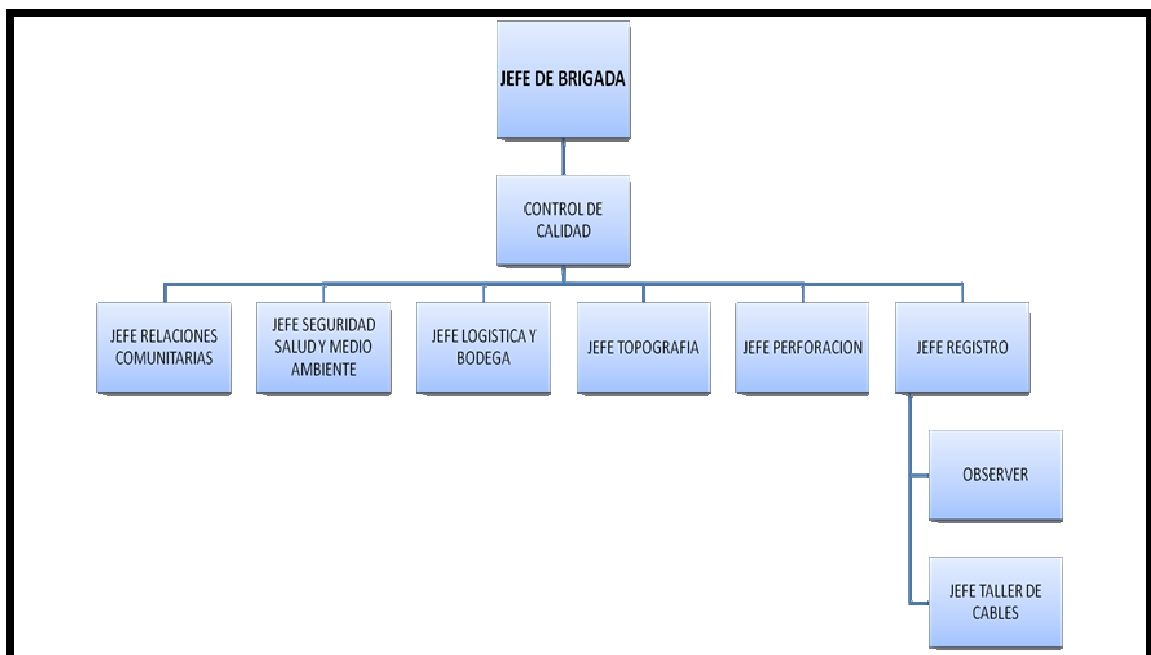 JEFE DE BRIGADA
CONTROL DE
CALIDAD
JEFE RELACIONES
COMUNITARIAS
JEFE SEGURIDAD
SALUD Y MEDIO
AMBIENTE
JEFE LOGISTICA Y
BODEGA
JEFE TOPOGRAFIA
JEFE PERFORACION
JEFE REGISTRO
OBSERVER
JEFE TALLER DE
CABLES